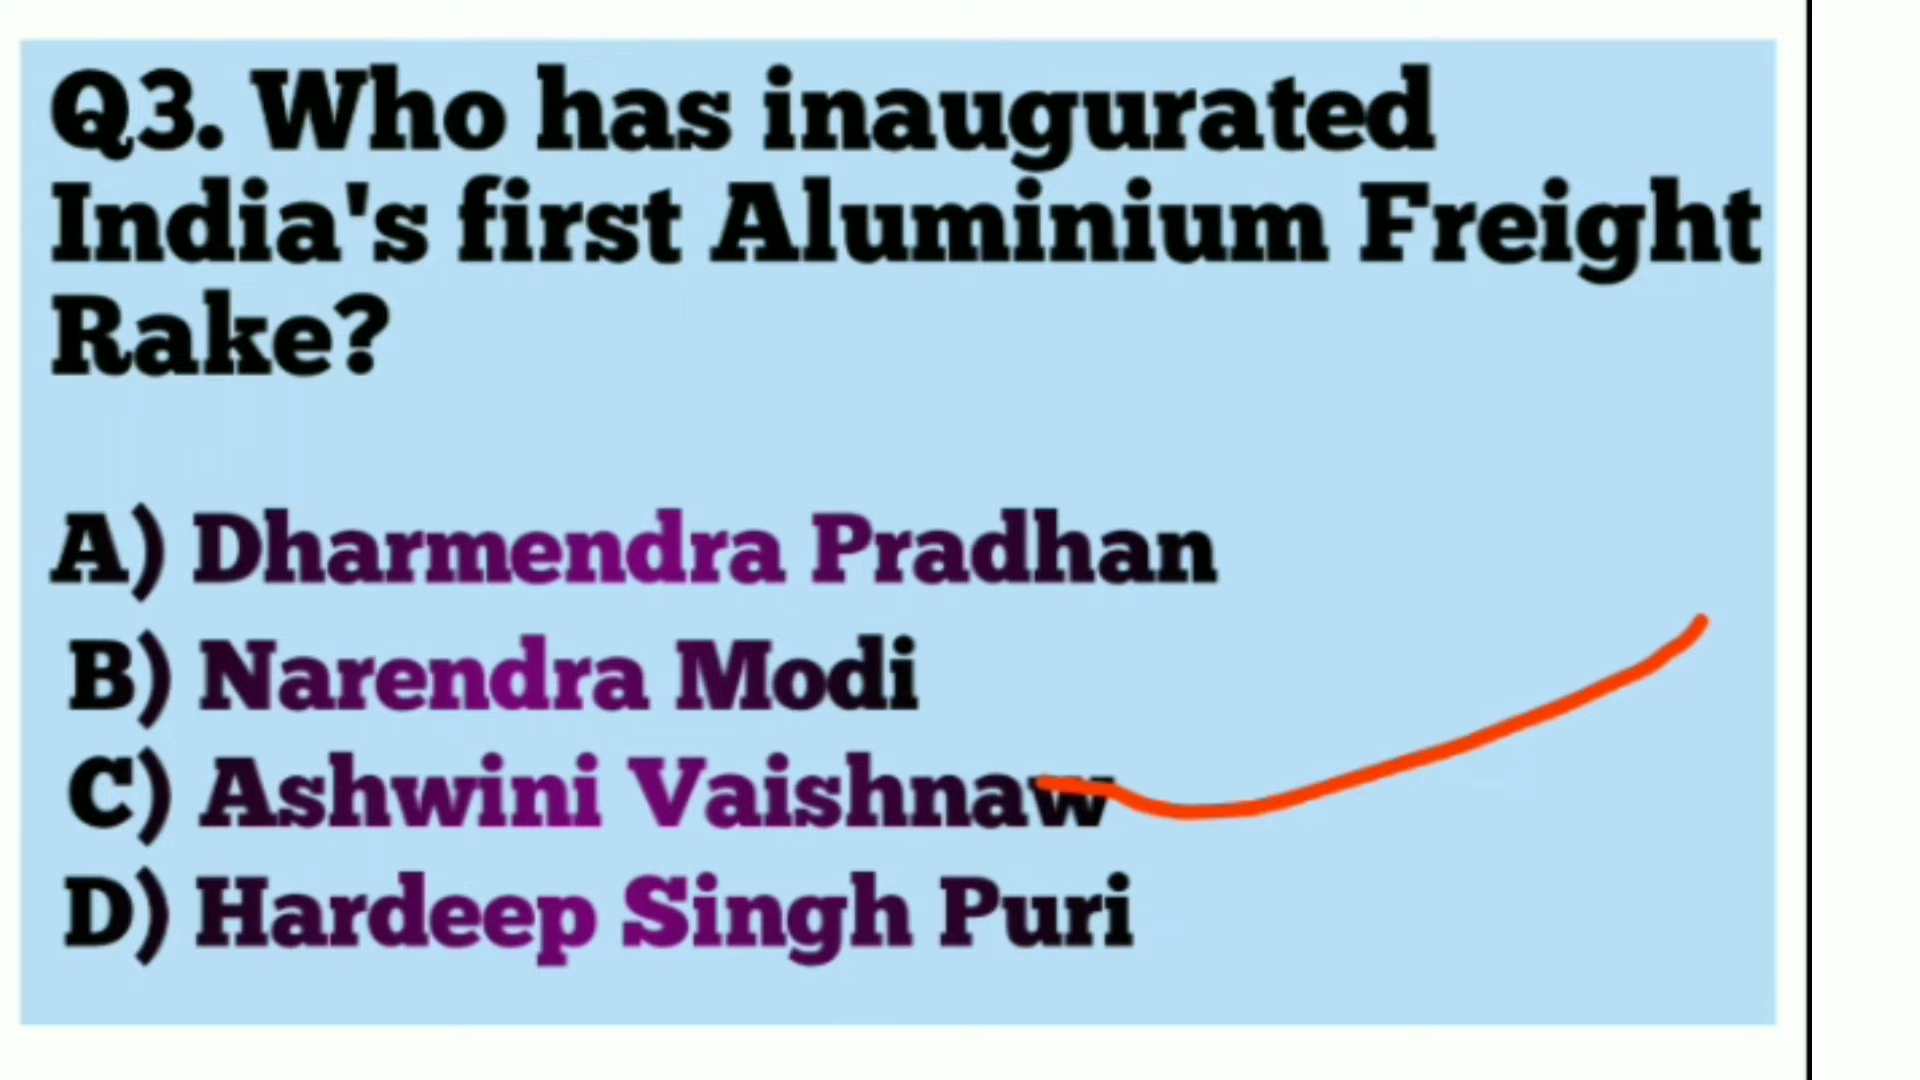 Q3. Who has inaugurated
India's first Aluminium Freight
Rake?
A) Dharmendra Pradhan
B) Narendra Modi
C) Ashwini Vaishnaw
D) Hardeep Singh Puri